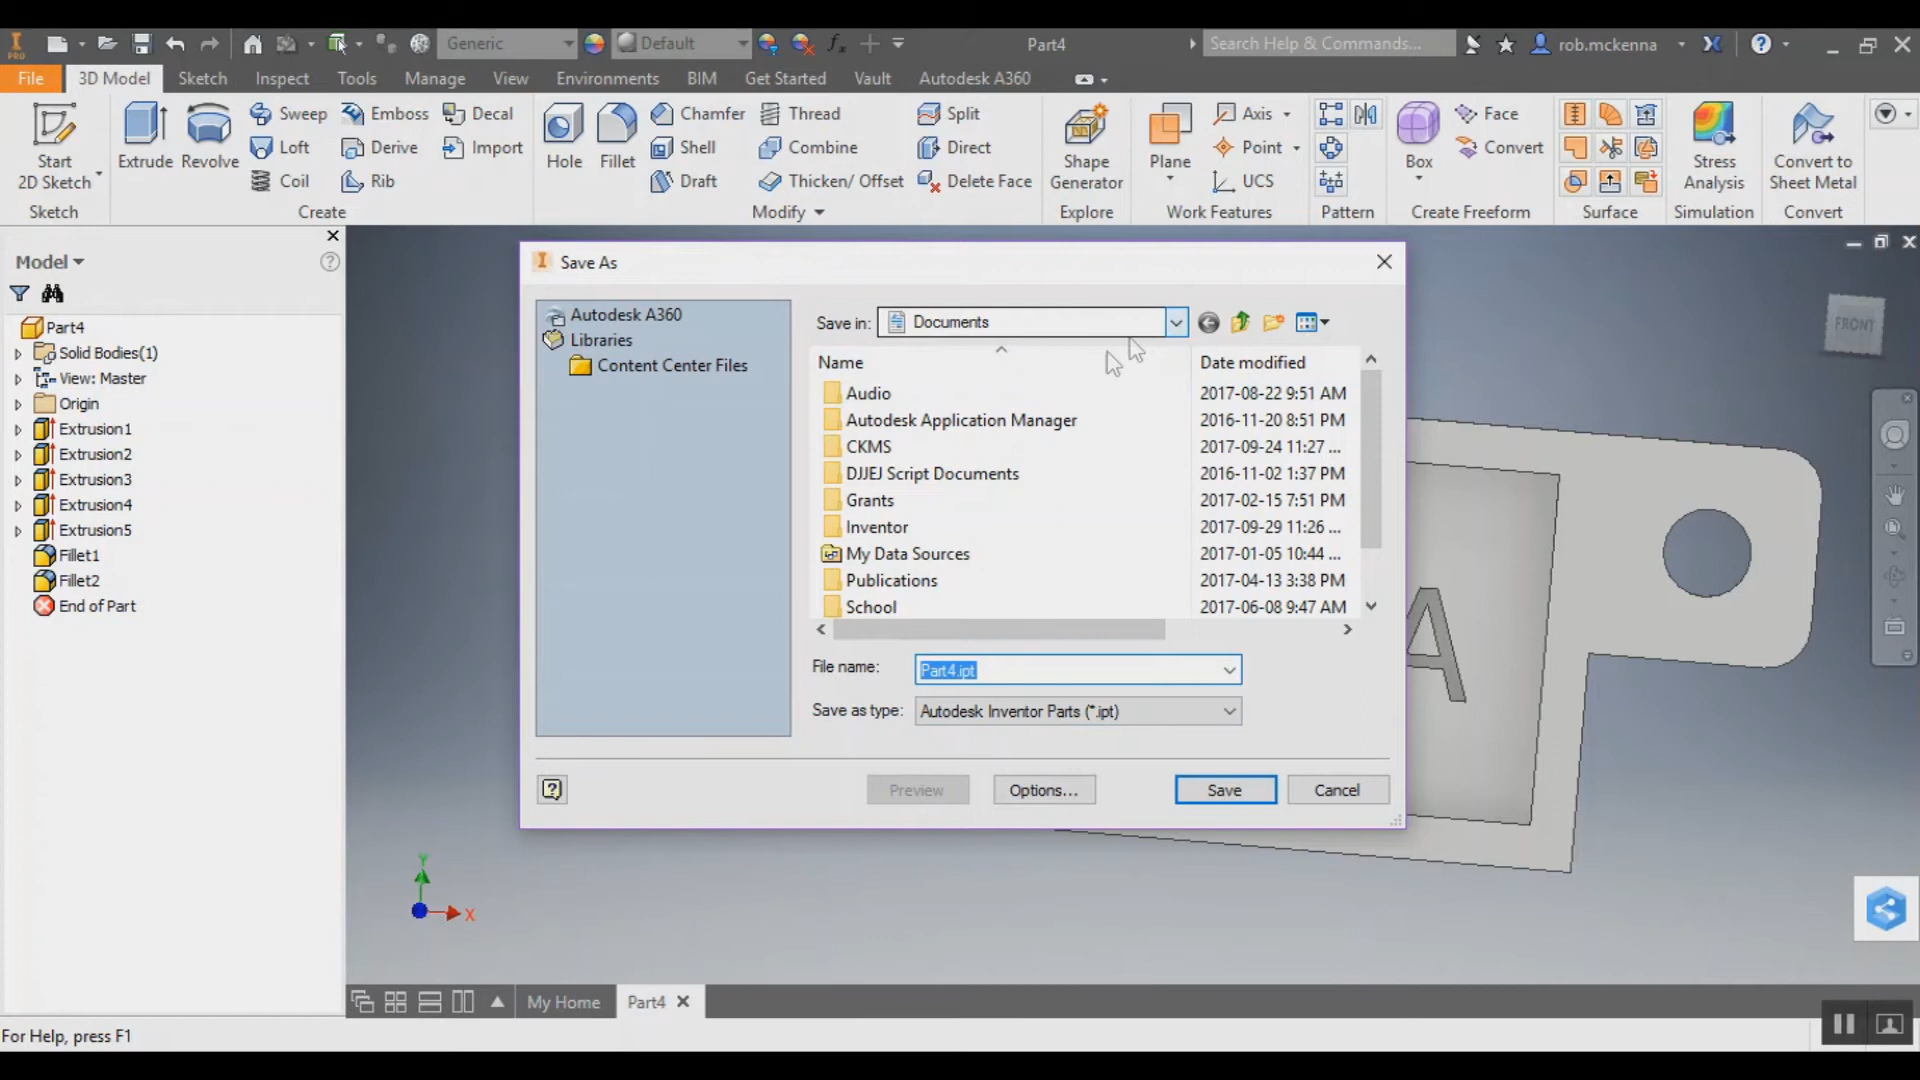 PRO
Generic
Default
fx
Part4
Search Help & Commands...
rob.mckenna
File
3D Model
Sketch
Inspect
Tools
Manage
View
Environments
BIM
Get Started
Vault
Autodesk A360
Start
2D Sketch
Sketch
Extrude
Revolve
Sweep
Emboss
Decal
Loft
Derive
Import
Coil
Rib
Create
Hole
Fillet
Chamfer
Thread
Split
Shell
Combine
Direct
Draft
Thicken/ Offset
Delete Face
Modify
Shape
Generator
Explore
Plane
Axis
Point
UCS
Work Features
Pattern
Box
Face
Convert
Create Freeform
Surface
Stress
Analysis
Simulation
Convert to
Sheet Metal
Convert
Model
Part4
Solid Bodies(1)
View: Master
Origin
Extrusion1
Extrusion2
Extrusion3
Extrusion4
Extrusion5
Fillet1
Fillet2
End of Part
Save As
Autodesk A360
Libraries
Content Center Files
Save in: Documents
Name Date modified
Audio 2017-08-22 9:51 AM
Autodesk Application Manager 2016-11-20 8:51 PM
CKMS 2017-09-24 11:27 ...
DJJEJ Script Documents 2016-11-02 1:37 PM
Grants 2017-02-15 7:51 PM
Inventor 2017-09-29 11:26 ...
My Data Sources 2017-01-05 10:44 ...
Publications 2017-04-13 3:38 PM
School 2017-06-08 9:47 AM
File name: Part4.ipt
Save as type: Autodesk Inventor Parts (*.ipt)
Preview
Options...
Save
Cancel
FRONT
A
Y
X
My Home
Part4
For Help, press F1